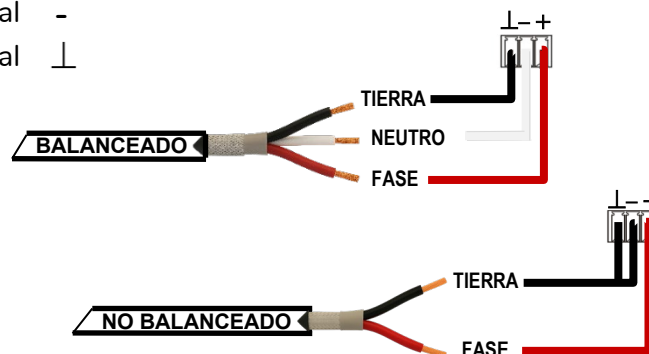 al -
al ⊥
⊥ - +
TIERRA
BALANCEADO
NEUTRO
FASE
⊥ - -
TIERRA
NO BALANCEADO
FASE